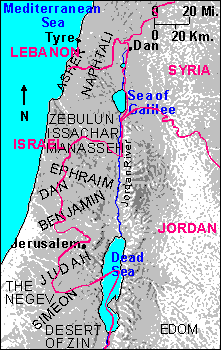 Mediterranean
Sea
0 20 Mi.
0 20 Km.
Tyre
Dan
LEBANON
ASHER
NAPHTALI
SYRIA
Sea of
Galilee
N
ZEBULUN
ISSACHAR
ISRAEL
MANASSEH
Jordan River
EPHRAIM
DAN
BENJAMIN
JORDAN
Jerusalem
JUDAH
Dead
Sea
THE
NEGEV
SIMEON
DESERT
OF ZIN
EDOM